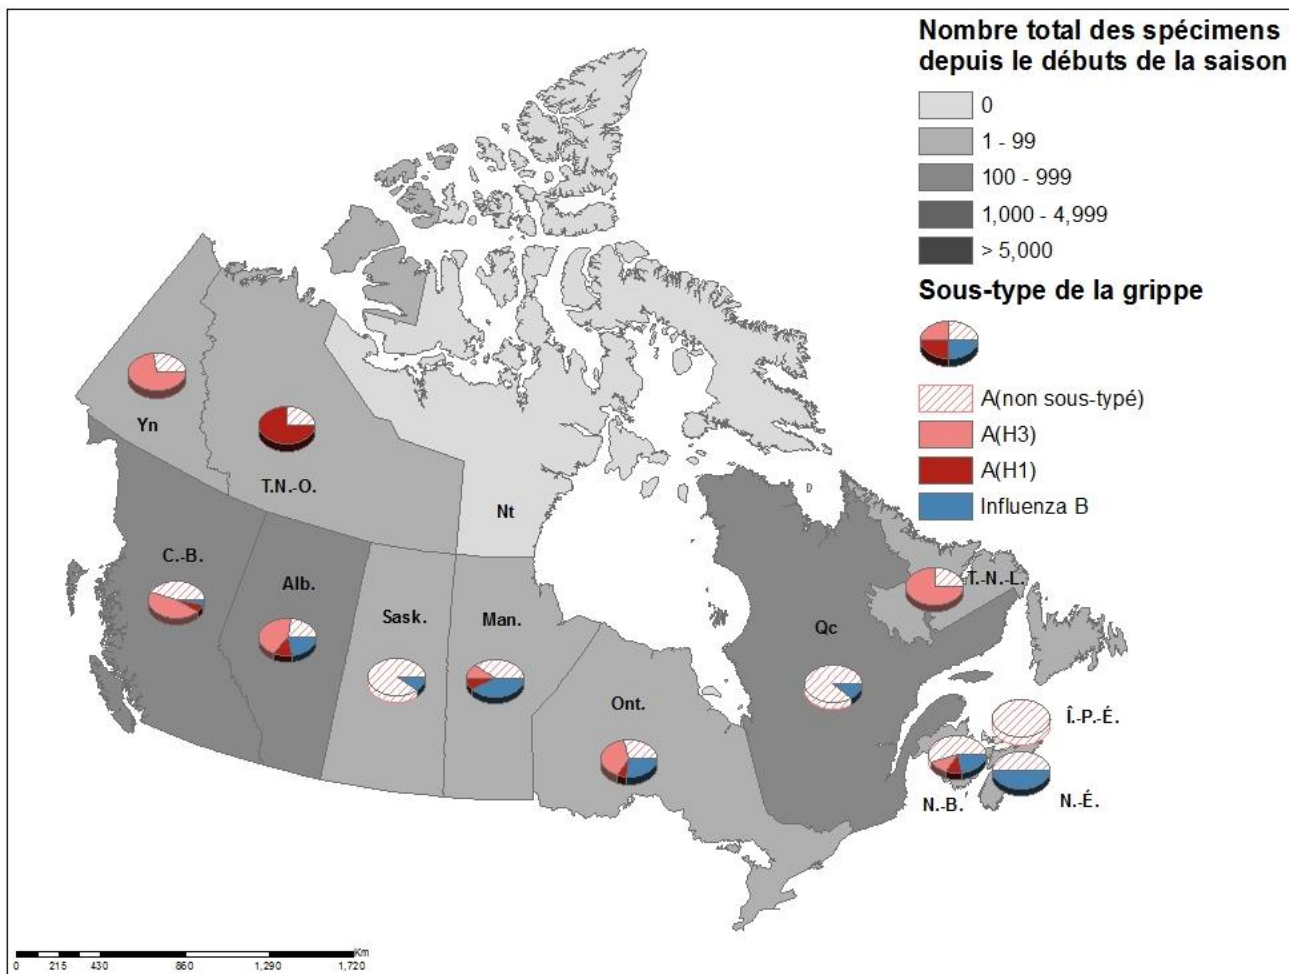 Nombre total des spécimens
depuis le débuts de la saison
0
1 - 99
100 - 999
1,000 - 4,999
> 5,000
Sous-type de la grippe
A(non sous-typé)
A(H3)
A(H1)
Influenza B
Yn
T.N.-O.
Nt
C.-B.
Alb.
Sask.
Man.
Ont.
Qc
T.-N.-L.
Î.-P.-É.
N.-B.
N.-É.
Km
0 215 430 860 1,290 1,720